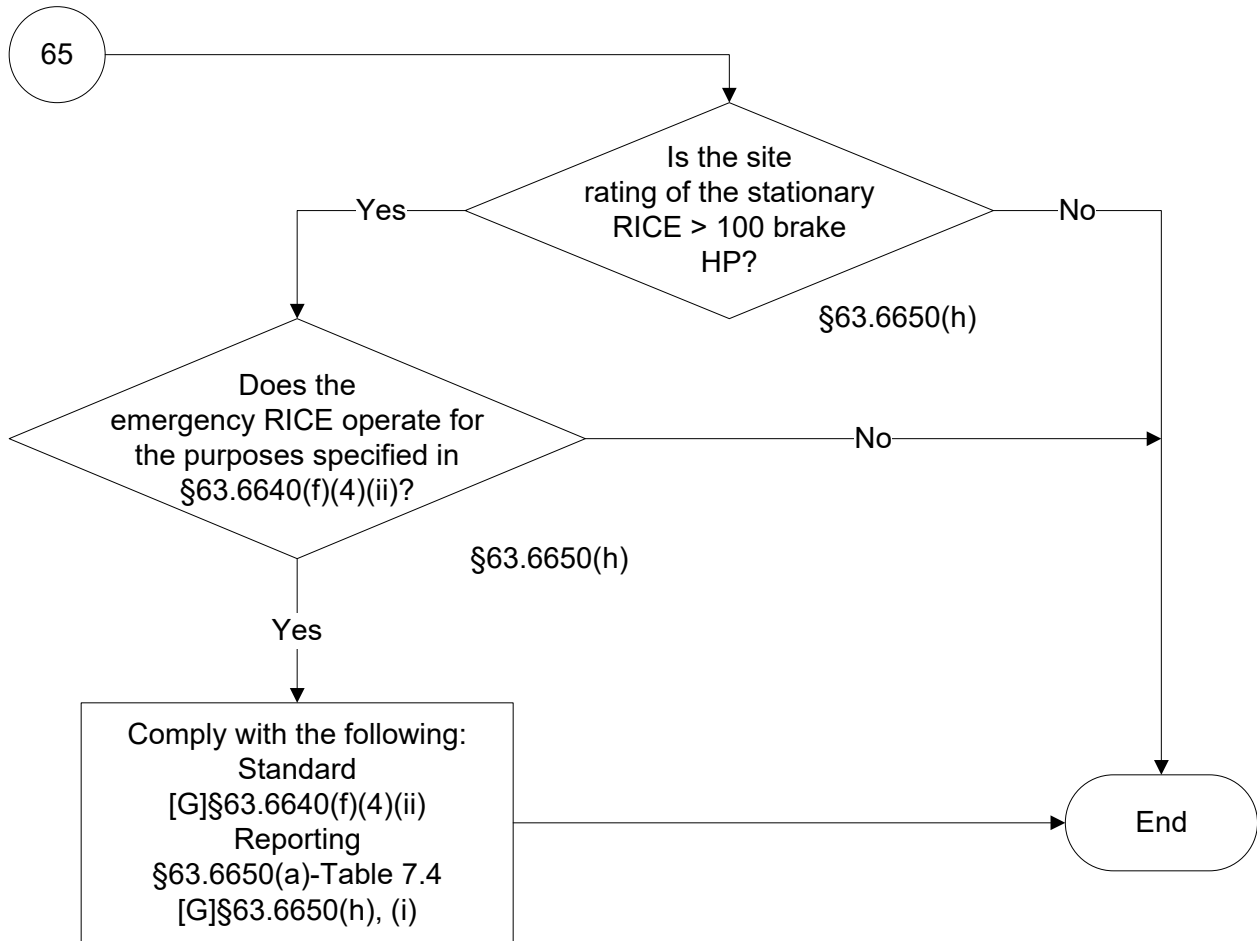 65
Is the site
rating of the stationary
RICE > 100 brake
HP?
Yes
No
§63.6650(h)
Does the
emergency RICE operate for
the purposes specified in
§63.6640(f)(4)(ii)?
No
§63.6650(h)
Yes
Comply with the following:
Standard
[G]§63.6640(f)(4)(ii)
Reporting
§63.6650(a)-Table 7.4
[G]§63.6650(h), (i)
End